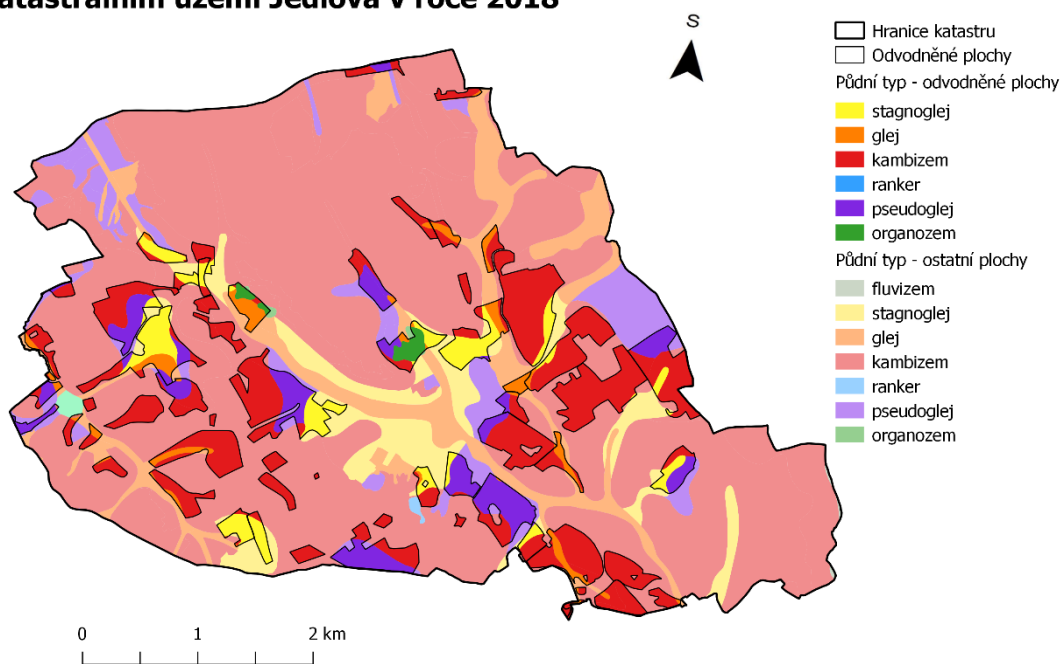 katastrálním území Jedlová v roce 2018
S
Hranice katastru
Odvodněné plochy
Půdní typ - odvodněné plochy
stagnoglej
glej
kambizem
ranker
pseudoglej
organozem
Půdní typ - ostatní plochy
fluvizem
stagnoglej
glej
kambizem
ranker
pseudoglej
organozem
0 1 2 km